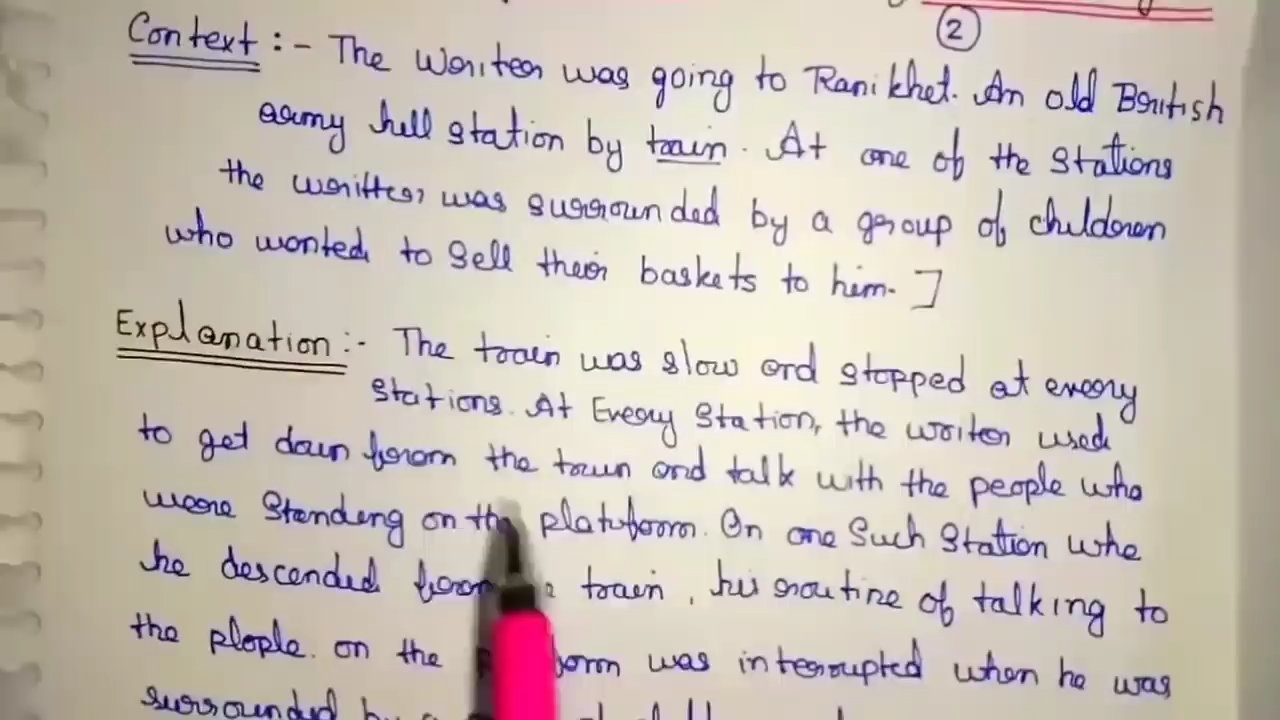 ②
Context :- The Writer was going to Ranikhet. An old British
army hill station by train. At one of the stations
the writter, was surrounded by a group of children
who wonted to sell their baskets to him.]
Explanation :- The train was slow and stopped at every
stations. At Every Station, the writer used
to get down from the train and talk with the people who
were standing on the platform. On one such station whe
he descended from train, his routine of talking to
the plople. on the form was interrupted when he was
surrounded by a